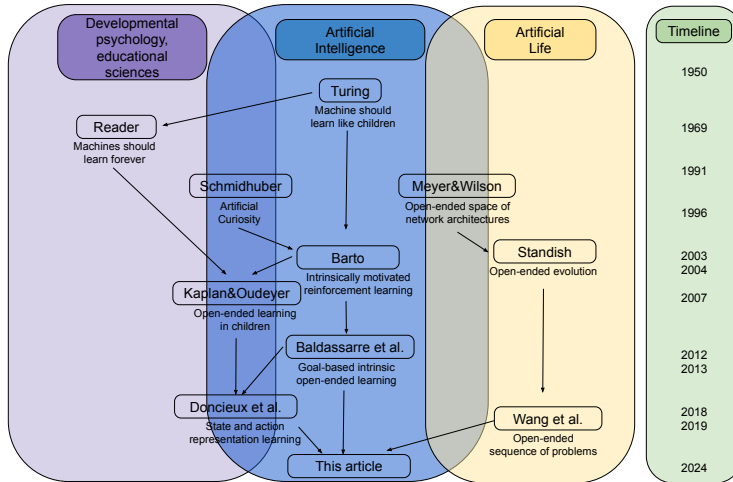 Developmental
psychology,
educational
sciences
Artificial
Intelligence
Artificial
Life
Timeline
Turing
Machine should
learn like children
1950
Reader
Machines should
learn forever
1969
Schmidhuber
Artificial
Curiosity
Meyer&Wilson
Open-ended space of
network architectures
1991
1996
Barto
Intrinsically motivated
reinforcement learning
Standish
Open-ended evolution
2003
2004
Kaplan&Oudeyer
Open-ended learning
in children
2007
Baldassarre et al.
Goal-based intrinsic
open-ended learning
2012
2013
Doncieux et al.
State and action
representation learning
Wang et al.
Open-ended
sequence of problems
2018
2019
This article
2024